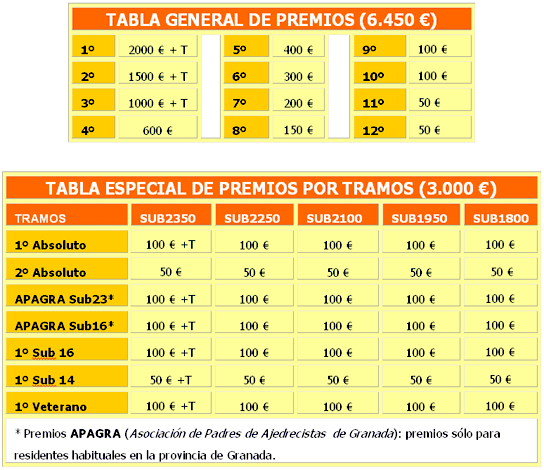 TABLA GENERAL DE PREMIOS (6.450 €)
1º 2000 € + T 5º 400 € 9º 100 €
2º 1500 € + T 6º 300 € 10º 100 €
3º 1000 € + T 7º 200 € 11º 50 €
4º 600 € 8º 150 € 12º 50 €
TABLA ESPECIAL DE PREMIOS POR TRAMOS (3.000 €)
TRAMOS SUB2350 SUB2250 SUB2100 SUB1950 SUB1800
1º Absoluto 100 € +T 100 € 100 € 100 € 100 €
2º Absoluto 50 € 50 € 50 € 50 € 50 €
APAGRA Sub23* 100 € +T 100 € 100 € 100 € 100 €
APAGRA Sub16* 100 € +T 100 € 100 € 100 € 100 €
1º Sub 16 100 € +T 100 € 100 € 100 € 100 €
1º Sub 14 50 € +T 50 € 50 € 50 € 50 €
1º Veterano 100 € +T 100 € 100 € 100 € 100 €
* Premios APAGRA (Asociación de Padres de Ajedrecistas de Granada): premios sólo para
residentes habituales en la provincia de Granada.